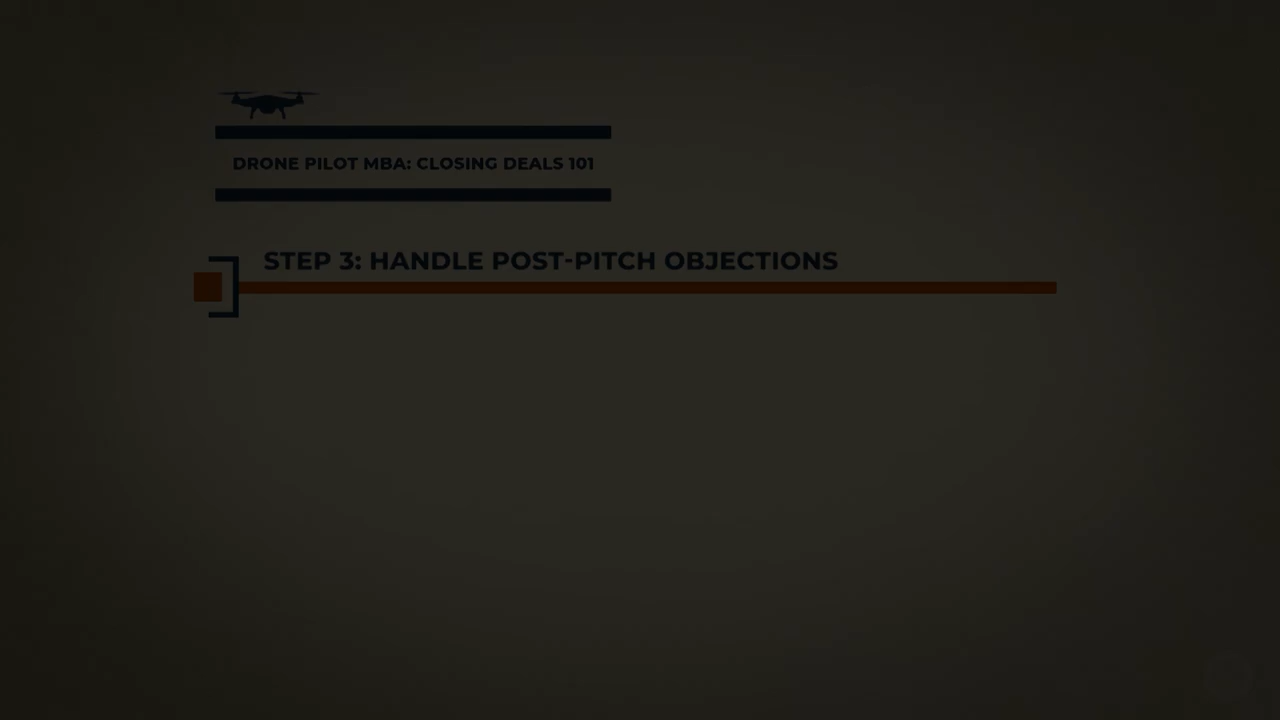 DRONE PILOT MBA: CLOSING DEALS 101
STEP 3: HANDLE POST-PITCH OBJECTIONS